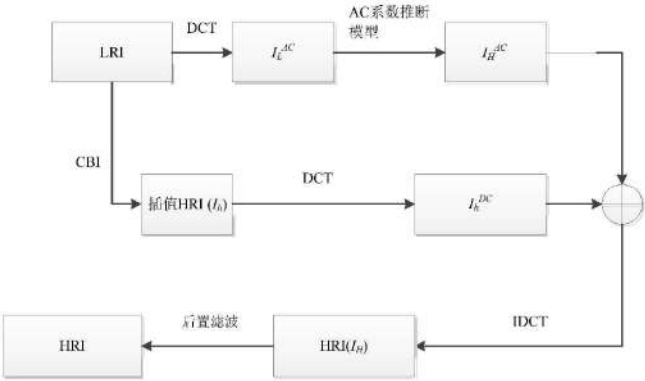 DCT
AC系数推断
模型
LRI
I_L^{AC}
I_H^{AC}
CBI
DCT
插值HRI (I_h)
I_h^{DC}
后置滤波
IDCT
HRI
HRI(I_H)